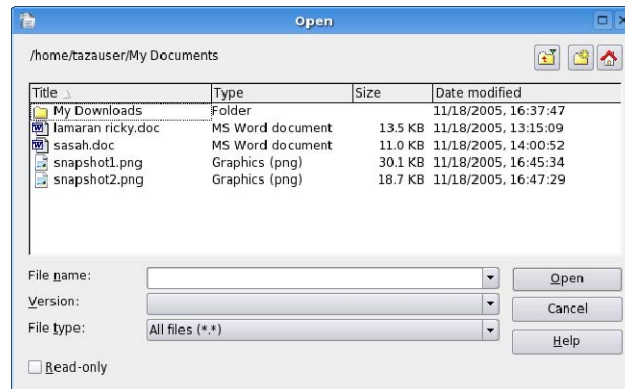 Open
/home/tazauser/My Documents
Title Type Size Date modified
My Downloads Folder 11/18/2005, 16:37:47
lamaran ricky.doc MS Word document 13.5 KB 11/18/2005, 13:15:09
sasah.doc MS Word document 11.0 KB 11/18/2005, 14:00:52
snapshot1.png Graphics (png) 30.1 KB 11/18/2005, 16:45:34
snapshot2.png Graphics (png) 18.7 KB 11/18/2005, 16:47:29
File name: Open
Version: Cancel
File type: All files (*.*) Help
Read-only